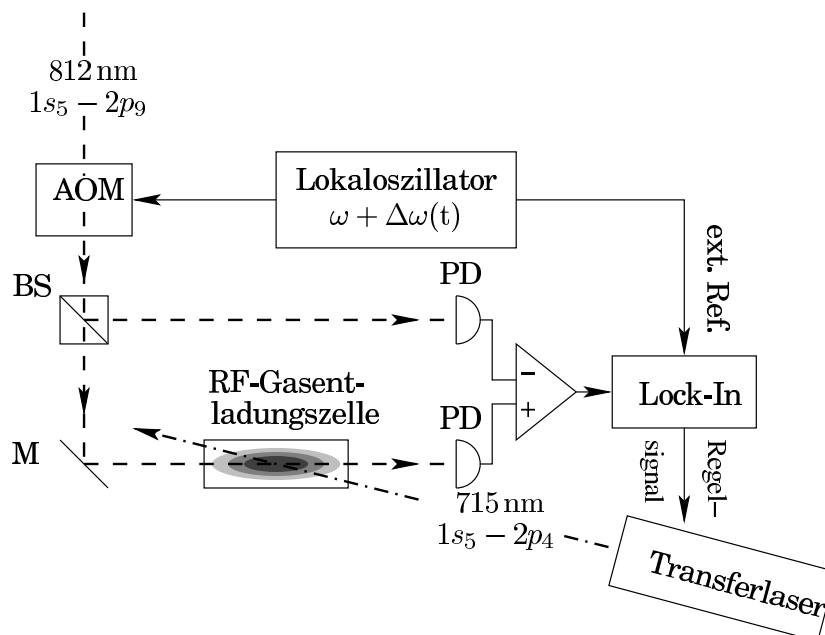 812 nm
1s₅ − 2p₉
AOM
Lokaloszillator
ω + Δω(t)
ext. Ref.
BS
PD
−
+
RF-Gasent-
ladungszelle
PD
Lock-In
M
Regel−
signal
715 nm
1s₅ − 2p₄
Transferlaser